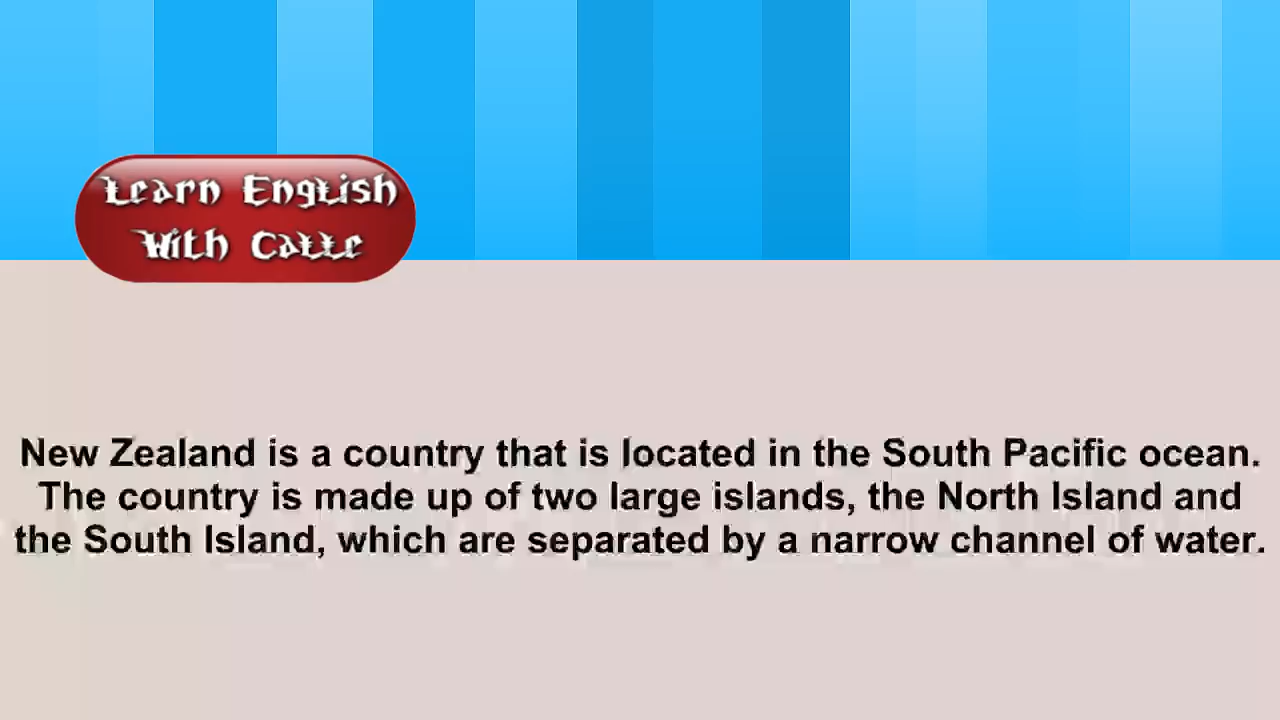 Learn English
With Catte
New Zealand is a country that is located in the South Pacific ocean.
The country is made up of two large islands, the North Island and
the South Island, which are separated by a narrow channel of water.